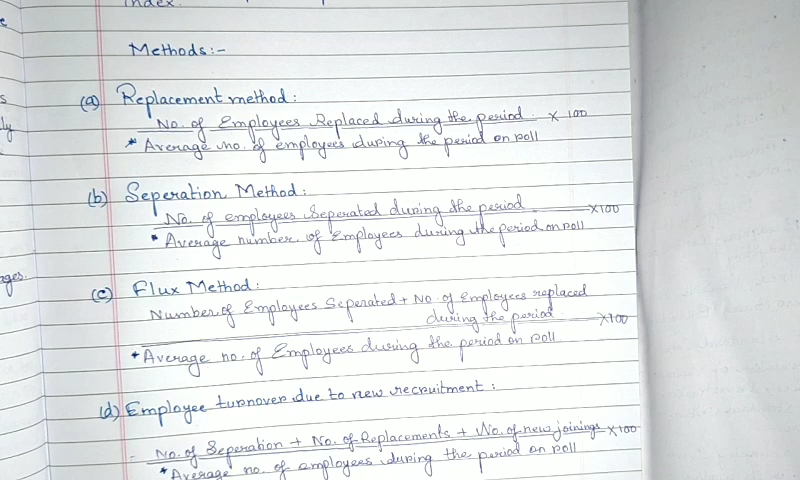 index.
Methods:-
(a) Replacement method:
No. of Employees Replaced during the period. × 100
* Average no. of employees during the period on roll
(b) Seperation Method:
No. of employees Seperated during the period ×100
* Average number of Employees during the period on roll
(c) Flux Method:
Number of Employees Seperated + No. of Employees replaced
during the period ×100
* Average no. of Employees during the period on roll
(d) Employee turnover due to new recruitment:
No. of Seperation + No. of Replacements + No. of new joinings ×100
* Average no. of employees during the period on roll